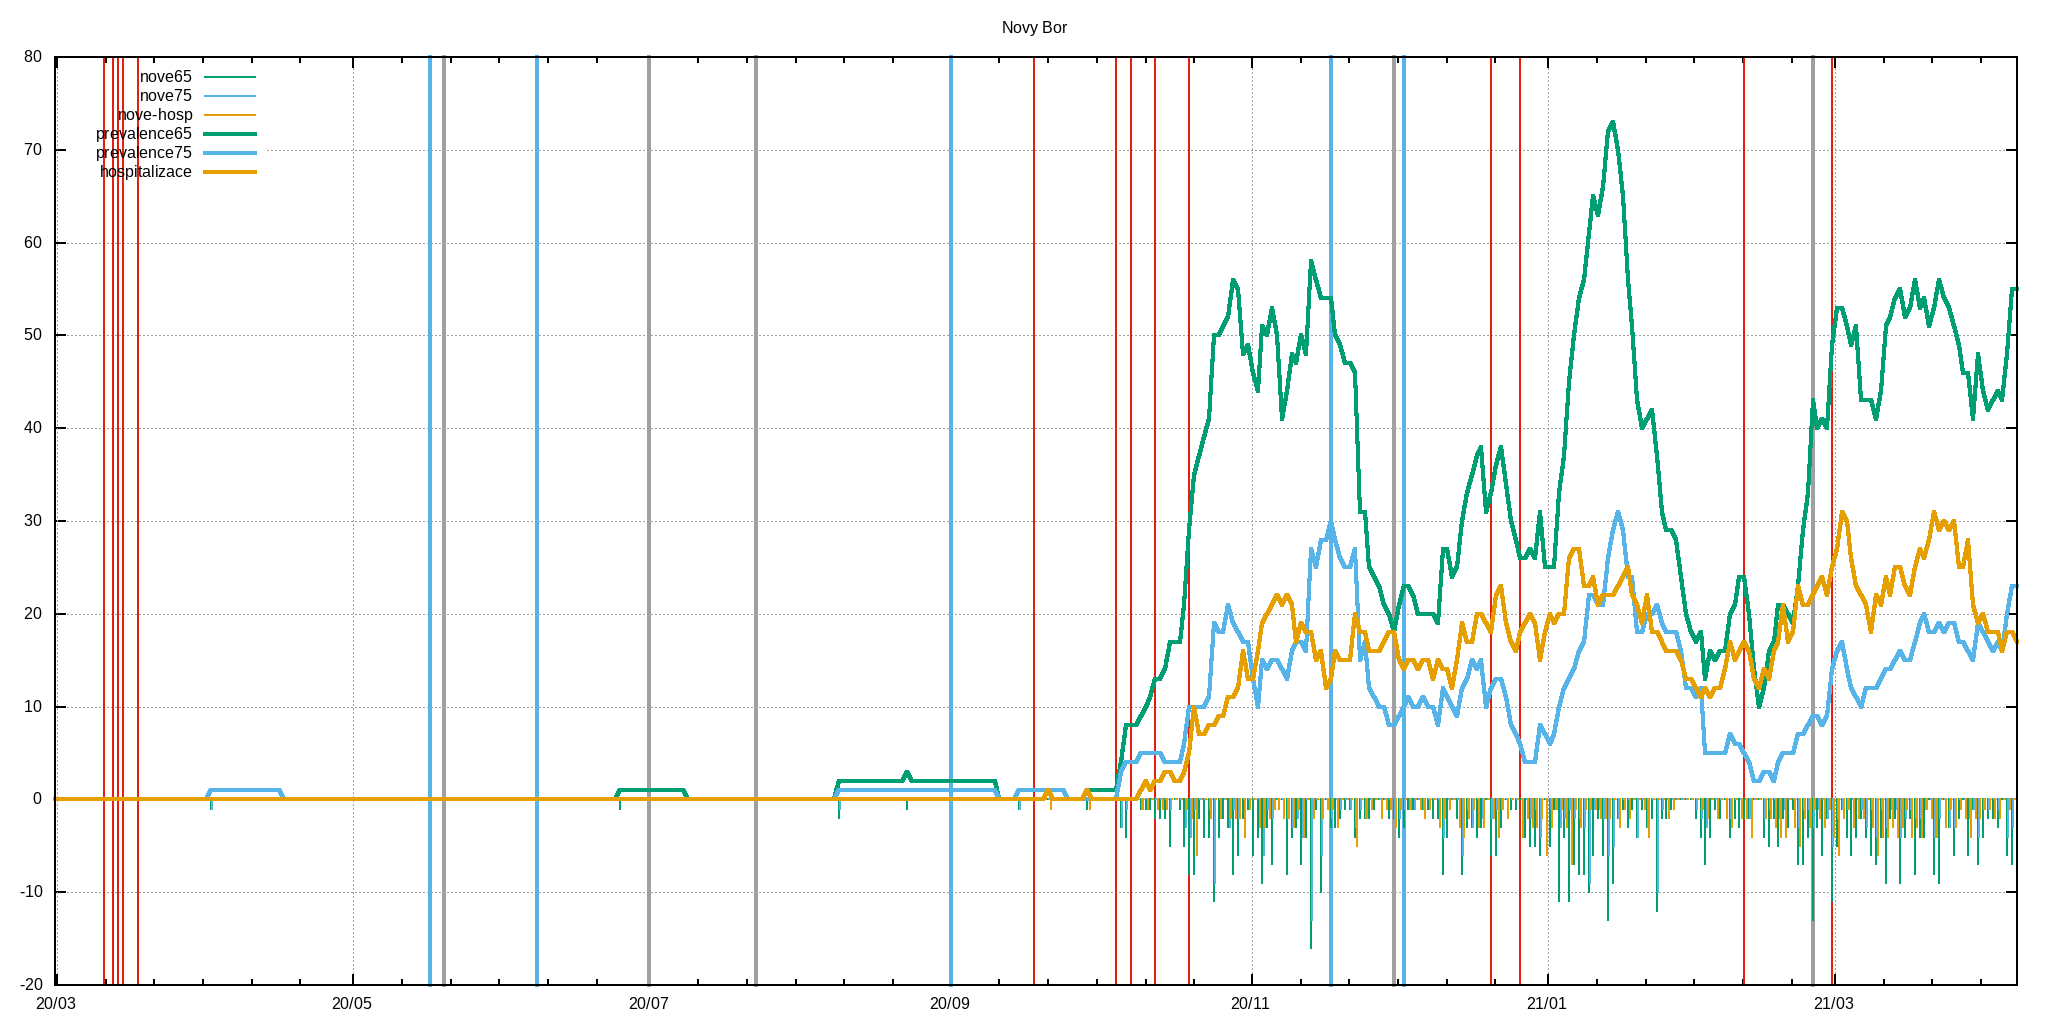 Novy Bor
80
70
60
50
40
30
20
10
0
-10
-20
nove65
nove75
nove-hosp
prevalence65
prevalence75
hospitalizace
20/03 20/05 20/07 20/09 20/11 21/01 21/03